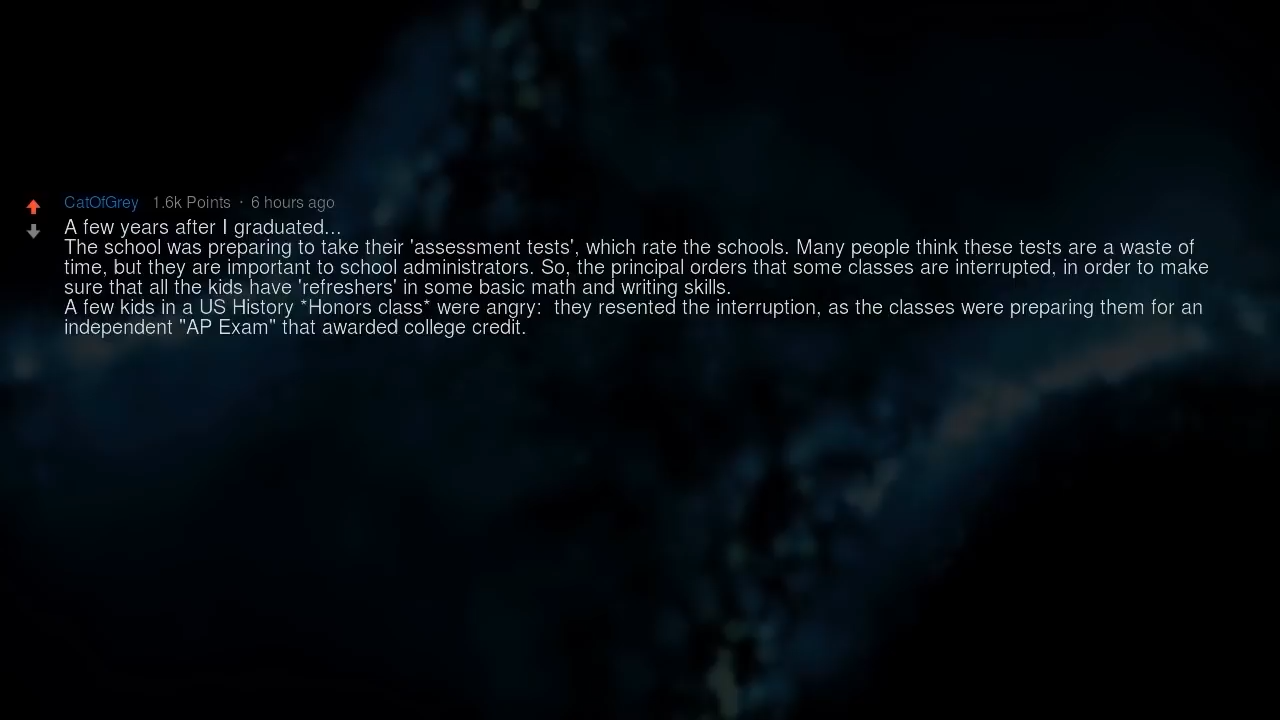 CatOfGrey 1.6k Points · 6 hours ago
A few years after I graduated...
The school was preparing to take their 'assessment tests', which rate the schools. Many people think these tests are a waste of
time, but they are important to school administrators. So, the principal orders that some classes are interrupted, in order to make
sure that all the kids have 'refreshers' in some basic math and writing skills.
A few kids in a US History *Honors class* were angry:  they resented the interruption, as the classes were preparing them for an
independent "AP Exam" that awarded college credit.